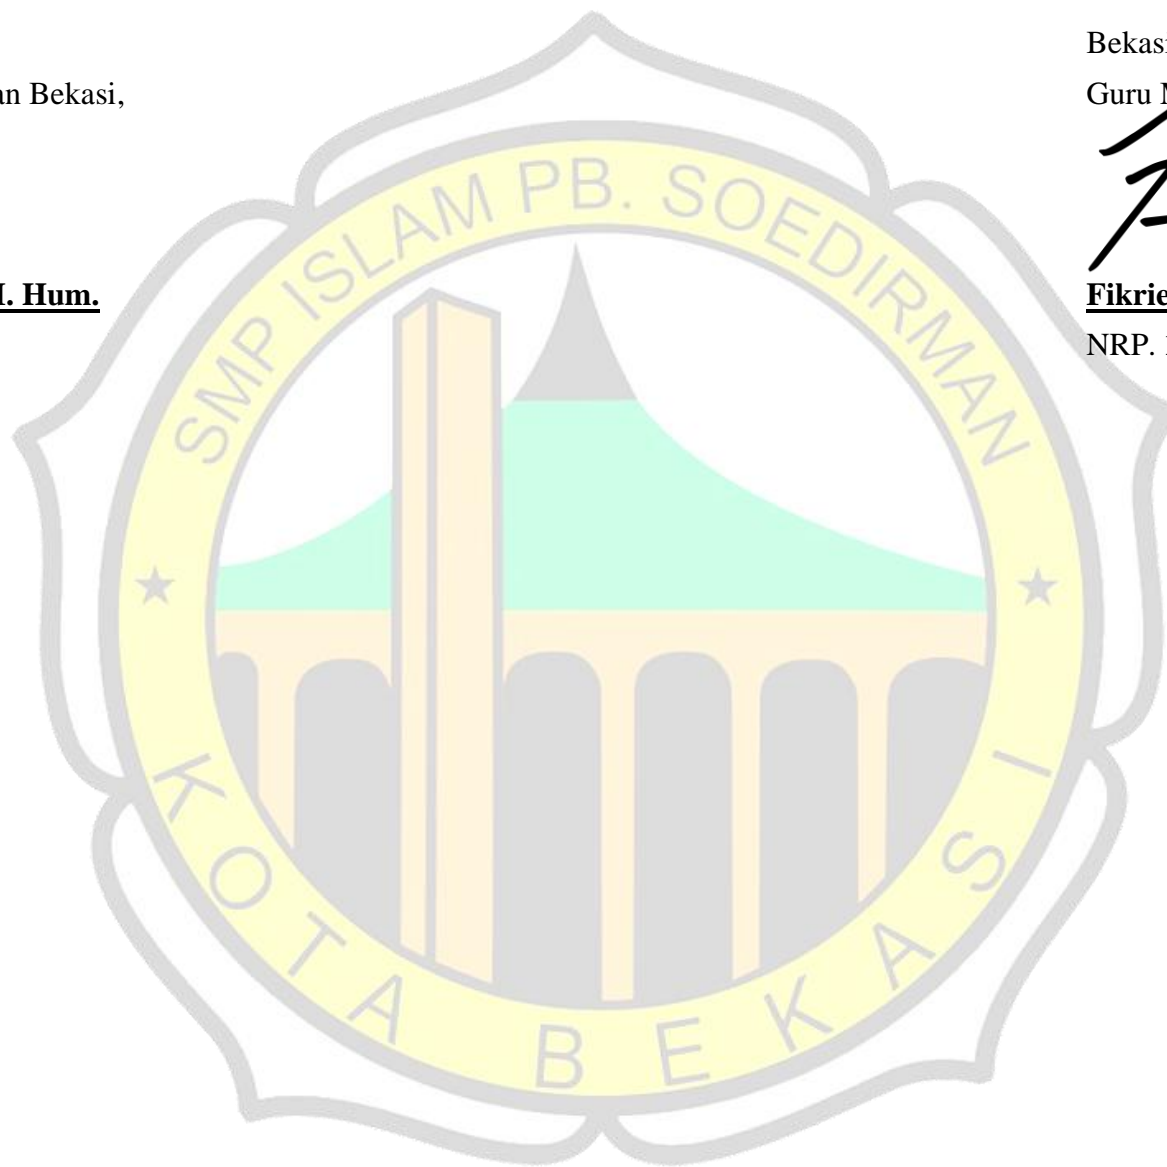 Bekasi
an Bekasi,
Guru M
SMP ISLAM PB. SOEDIRMAN
. Hum.
Fikrie
NRP.
KOTA BEKASI